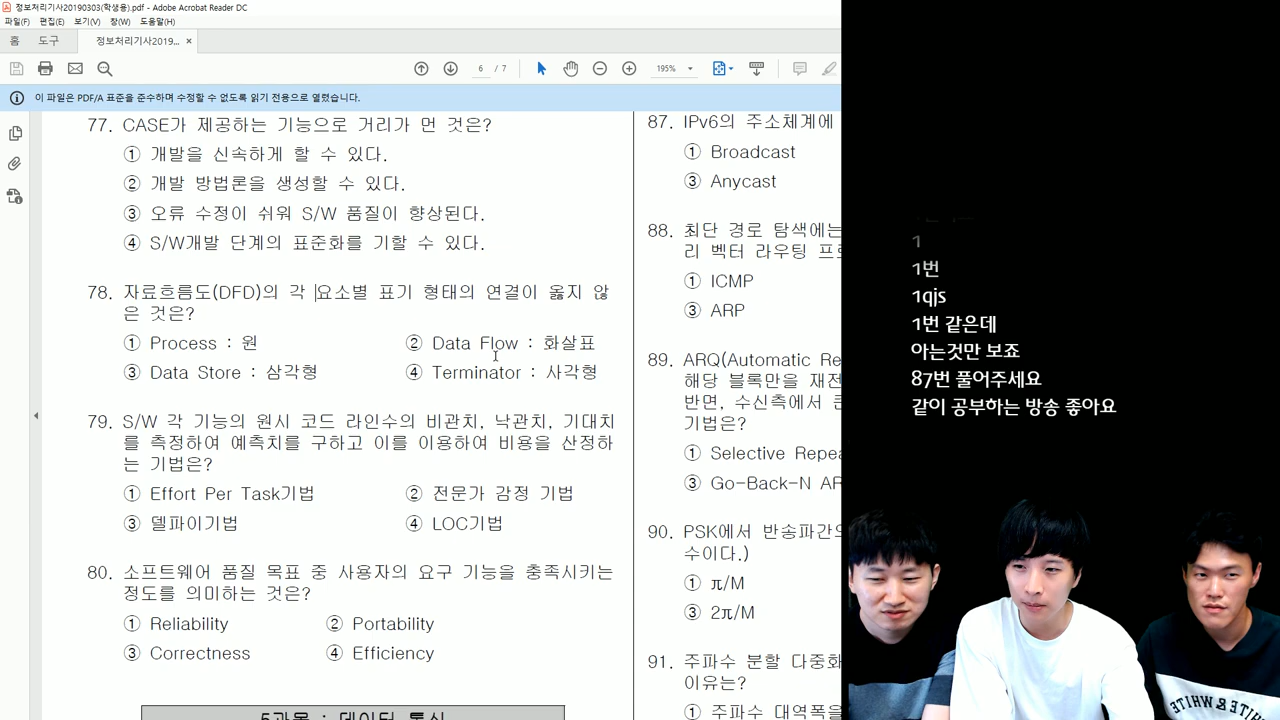 정보처리기사20190303(학생용).pdf - Adobe Acrobat Reader DC
파일(F) 편집(E) 보기(V) 창(W) 도움말(H)
홈 도구 정보처리기사2019... ×
6 / 7 195%
이 파일은 PDF/A 표준을 준수하며 수정할 수 없도록 읽기 전용으로 열렸습니다.
77. CASE가 제공하는 기능으로 거리가 먼 것은?
① 개발을 신속하게 할 수 있다.
② 개발 방법론을 생성할 수 있다.
③ 오류 수정이 쉬워 S/W 품질이 향상된다.
④ S/W개발 단계의 표준화를 기할 수 있다.
78. 자료흐름도(DFD)의 각 요소별 표기 형태의 연결이 옳지 않
은 것은?
① Process : 원 ② Data Flow : 화살표
③ Data Store : 삼각형 ④ Terminator : 사각형
79. S/W 각 기능의 원시 코드 라인수의 비관치, 낙관치, 기대치
를 측정하여 예측치를 구하고 이를 이용하여 비용을 산정하
는 기법은?
① Effort Per Task기법 ② 전문가 감정 기법
③ 델파이기법 ④ LOC기법
80. 소프트웨어 품질 목표 중 사용자의 요구 기능을 충족시키는
정도를 의미하는 것은?
① Reliability ② Portability
③ Correctness ④ Efficiency
5과목 : 데이터 통신
87. IPv6의 주소체계에
① Broadcast
③ Anycast
88. 최단 경로 탐색에는
리 벡터 라우팅 프로
① ICMP
③ ARP
89. ARQ(Automatic Re
해당 블록만을 재전
반면, 수신측에서 큰
기법은?
① Selective Repea
③ Go-Back-N AR
90. PSK에서 반송파간의
수이다.)
① π/M
③ 2π/M
91. 주파수 분할 다중화
이유는?
① 주파수 대역폭을
1
1번
1qjs
1번 같은데
아는것만 보죠
87번 풀어주세요
같이 공부하는 방송 좋아요